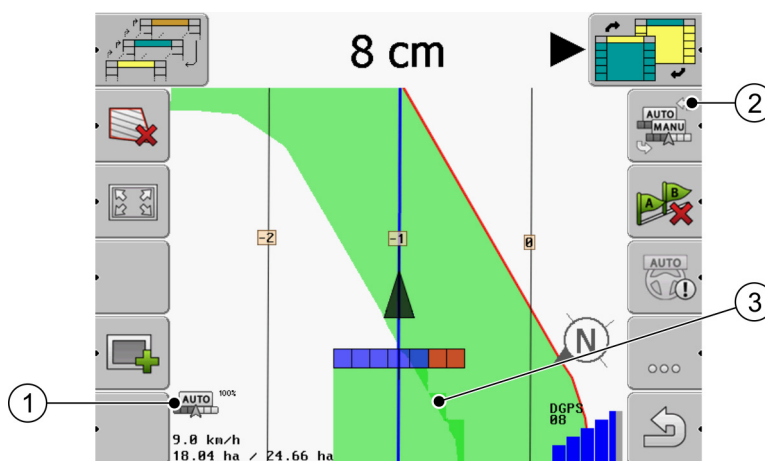 8 cm
AUTO
MANU
2
A B
-2
-1
0
AUTO
3
N
1
AUTO 100%
DGPS
08
9.0 km/h
18.04 ha / 24.66 ha